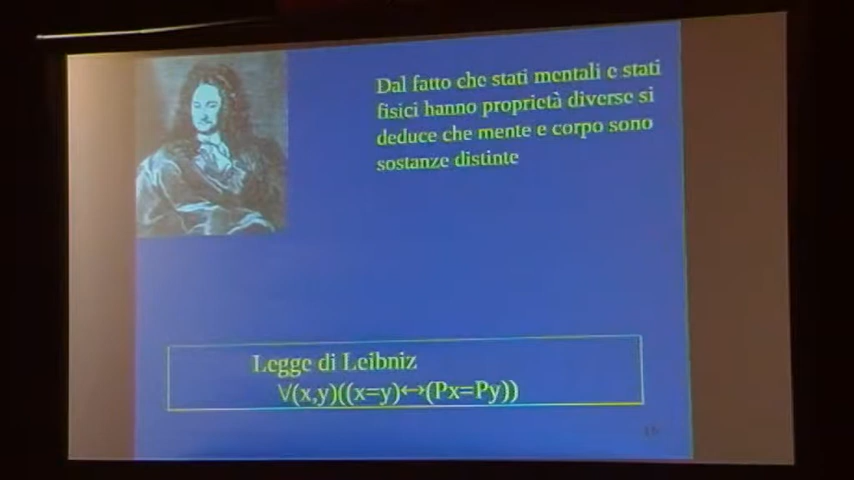 Dal fatto che stati mentali e stati
fisici hanno proprietà diverse si
deduce che mente e corpo sono
sostanze distinte
Legge di Leibniz
∀(x,y)((x=y)↔(Px=Py))